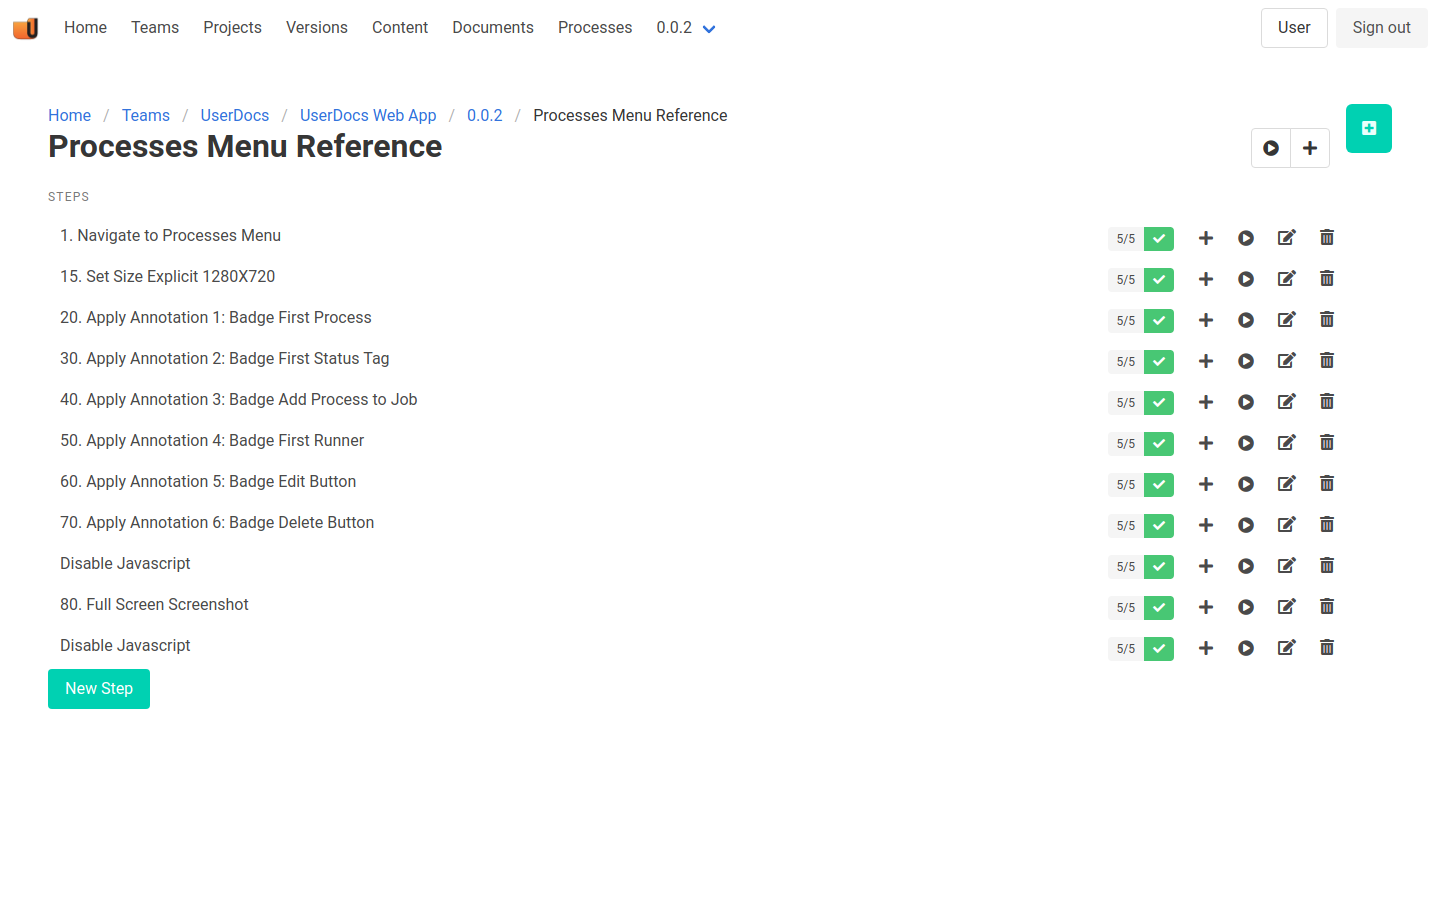 Home Teams Projects Versions Content Documents Processes 0.0.2 User Sign out
Home / Teams / UserDocs / UserDocs Web App / 0.0.2 / Processes Menu Reference
Processes Menu Reference
STEPS
1. Navigate to Processes Menu 5/5
15. Set Size Explicit 1280X720 5/5
20. Apply Annotation 1: Badge First Process 5/5
30. Apply Annotation 2: Badge First Status Tag 5/5
40. Apply Annotation 3: Badge Add Process to Job 5/5
50. Apply Annotation 4: Badge First Runner 5/5
60. Apply Annotation 5: Badge Edit Button 5/5
70. Apply Annotation 6: Badge Delete Button 5/5
Disable Javascript 5/5
80. Full Screen Screenshot 5/5
Disable Javascript 5/5
New Step